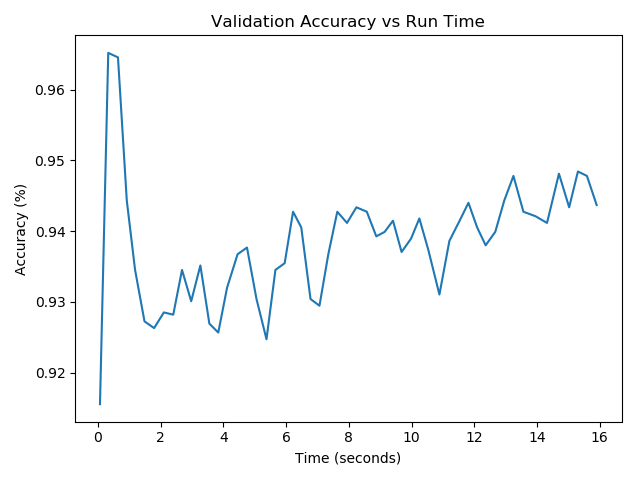 Validation Accuracy vs Run Time
Accuracy (%)
0.96
0.95
0.94
0.93
0.92
0 2 4 6 8 10 12 14 16
Time (seconds)